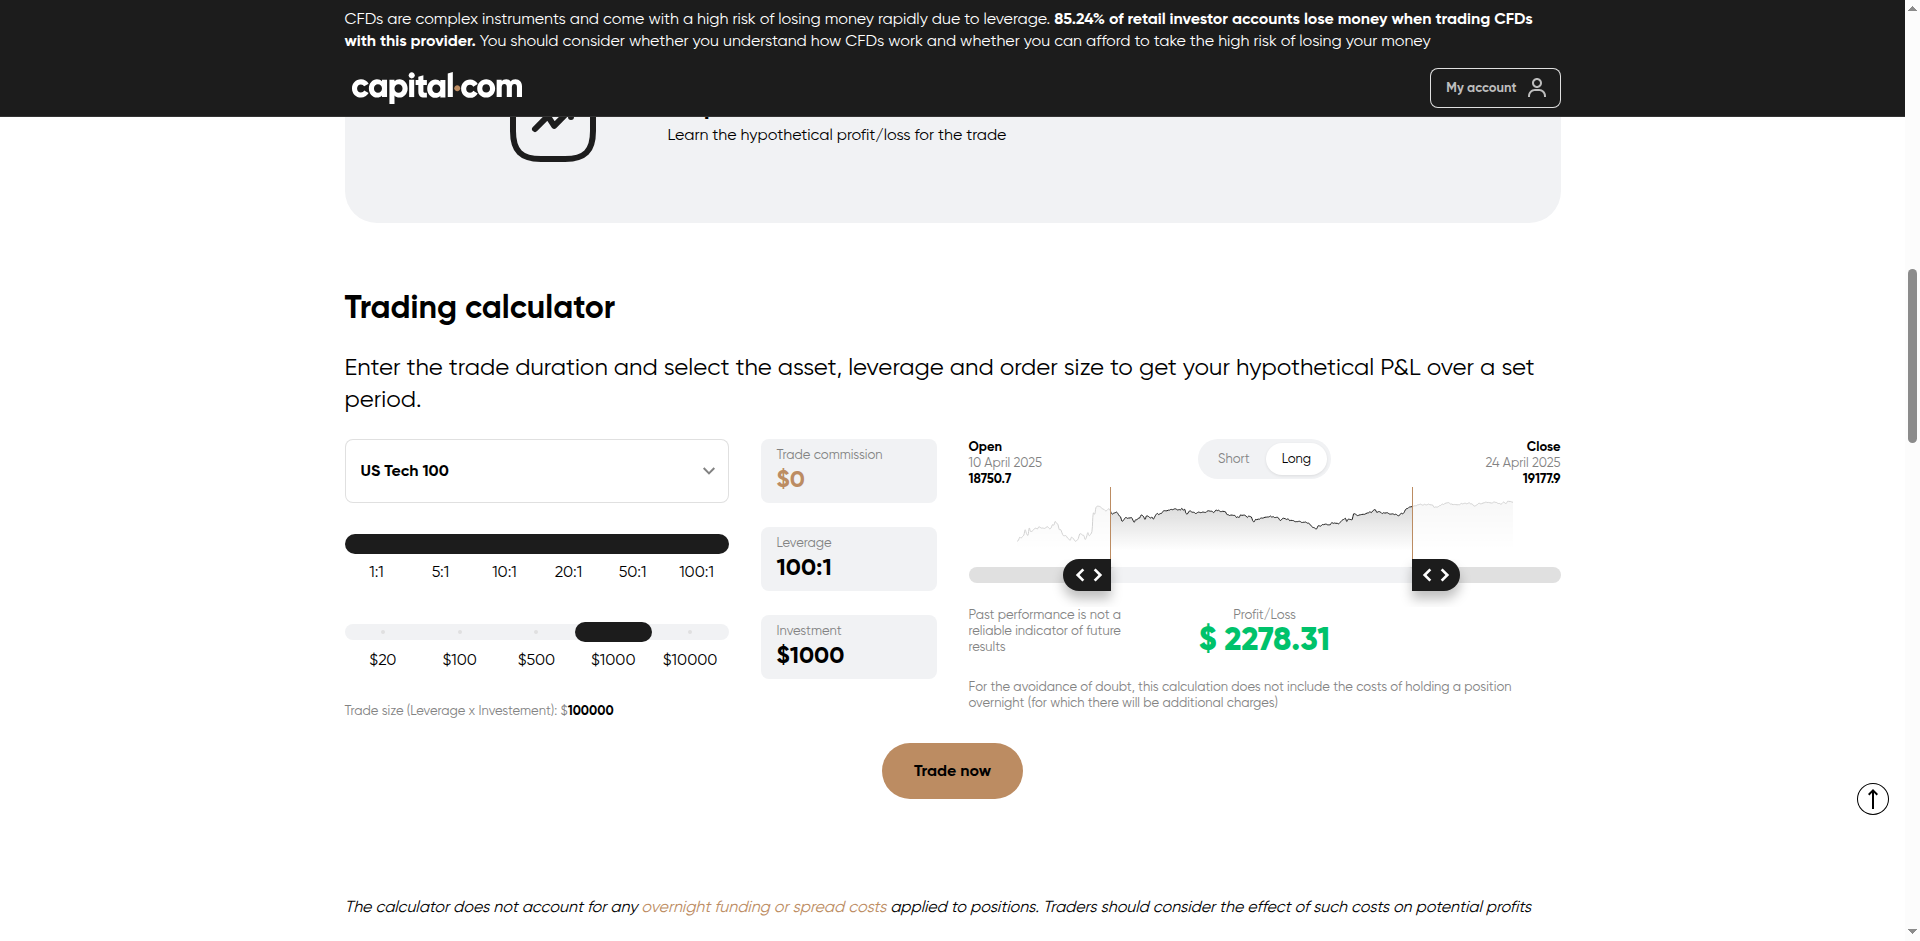 CFDs are complex instruments and come with a high risk of losing money rapidly due to leverage. 85.24% of retail investor accounts lose money when trading CFDs
with this provider. You should consider whether you understand how CFDs work and whether you can afford to take the high risk of losing your money
capital.com
My account
Learn the hypothetical profit/loss for the trade
Trading calculator
Enter the trade duration and select the asset, leverage and order size to get your hypothetical P&L over a set
period.
US Tech 100
1:1 5:1 10:1 20:1 50:1 100:1
$20 $100 $500 $1000 $10000
Trade size (Leverage x Investement): $100000
Trade commission
$0
Leverage
100:1
Investment
$1000
Open
10 April 2025
18750.7
Short Long
Close
24 April 2025
19177.9
Past performance is not a
reliable indicator of future
results
Profit/Loss
$ 2278.31
For the avoidance of doubt, this calculation does not include the costs of holding a position
overnight (for which there will be additional charges)
Trade now
The calculator does not account for any overnight funding or spread costs applied to positions. Traders should consider the effect of such costs on potential profits